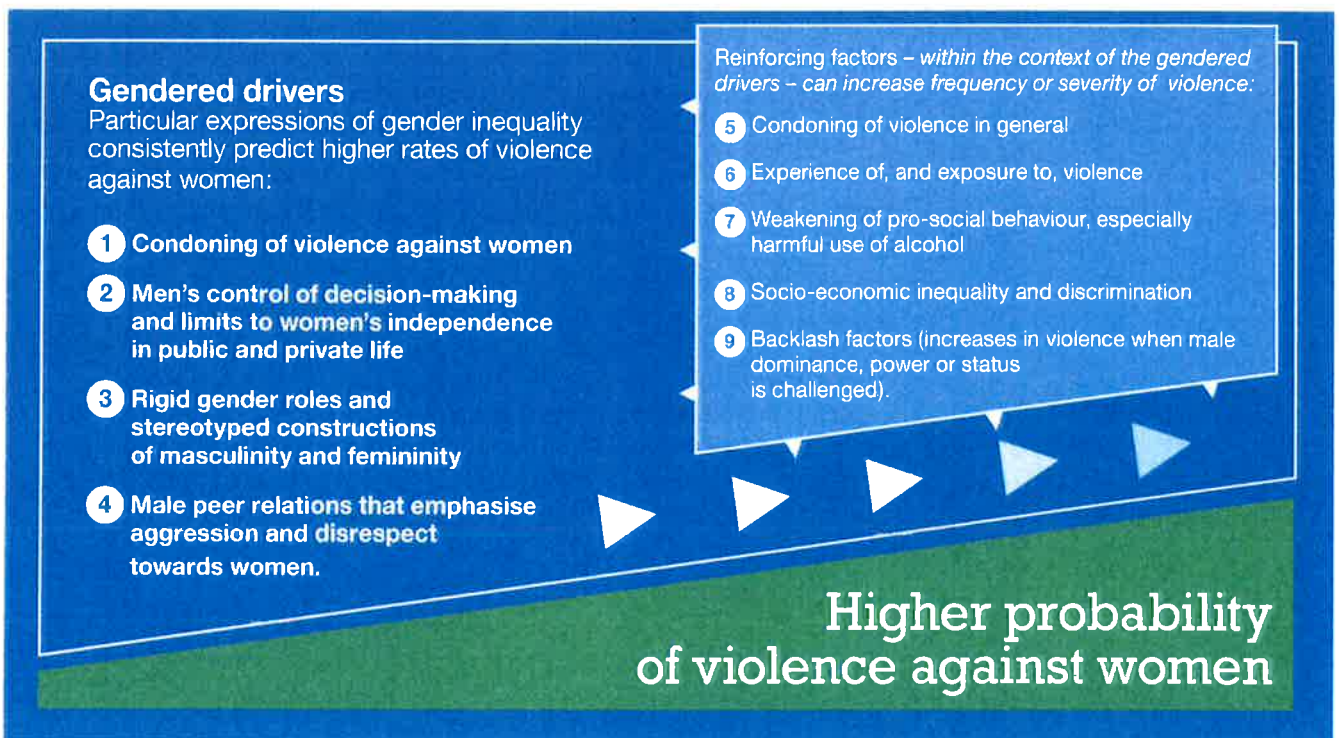 Gendered drivers
Particular expressions of gender inequality
consistently predict higher rates of violence
against women:
1 Condoning of violence against women
2 Men's control of decision-making
and limits to women's independence
in public and private life
3 Rigid gender roles and
stereotyped constructions
of masculinity and femininity
4 Male peer relations that emphasise
aggression and disrespect
towards women.
Reinforcing factors – within the context of the gendered
drivers – can increase frequency or severity of violence:
5 Condoning of violence in general
6 Experience of, and exposure to, violence
7 Weakening of pro-social behaviour, especially
harmful use of alcohol
8 Socio-economic inequality and discrimination
9 Backlash factors (increases in violence when male
dominance, power or status
is challenged).
Higher probability
of violence against women